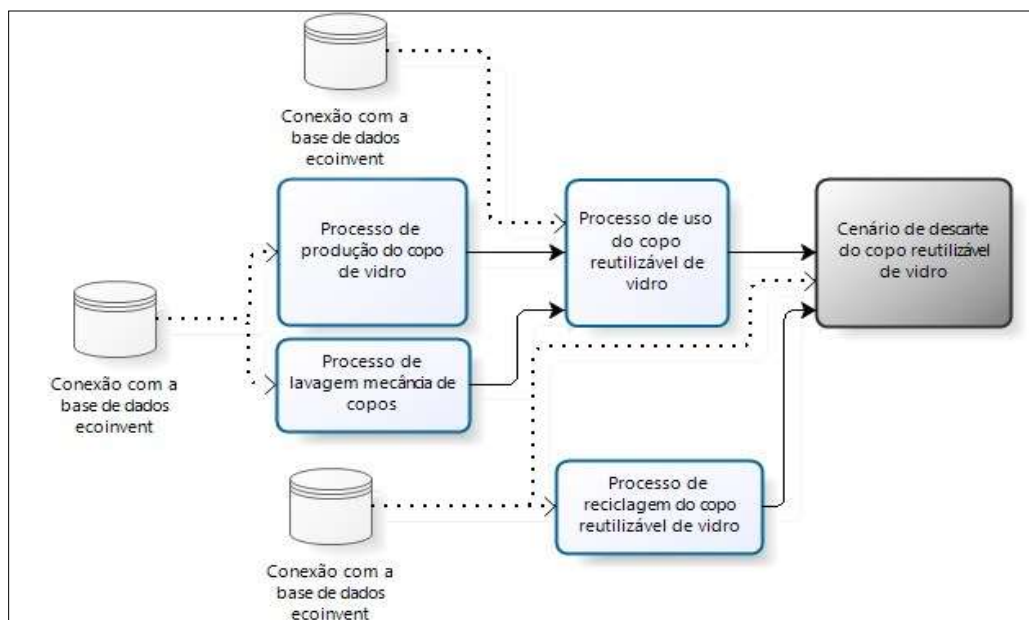 Conexão com a
base de dados
ecoinvent
Processo de
produção do copo
de vidro
Processo de uso
do copo
reutilizável de
vidro
Cenário de descarte
do copo reutilizável
de vidro
Conexão com a
base de dados
ecoinvent
Processo de
lavagem mecância de
copos
Processo de
reciclagem do copo
reutilizável de vidro
Conexão com a
base de dados
ecoinvent